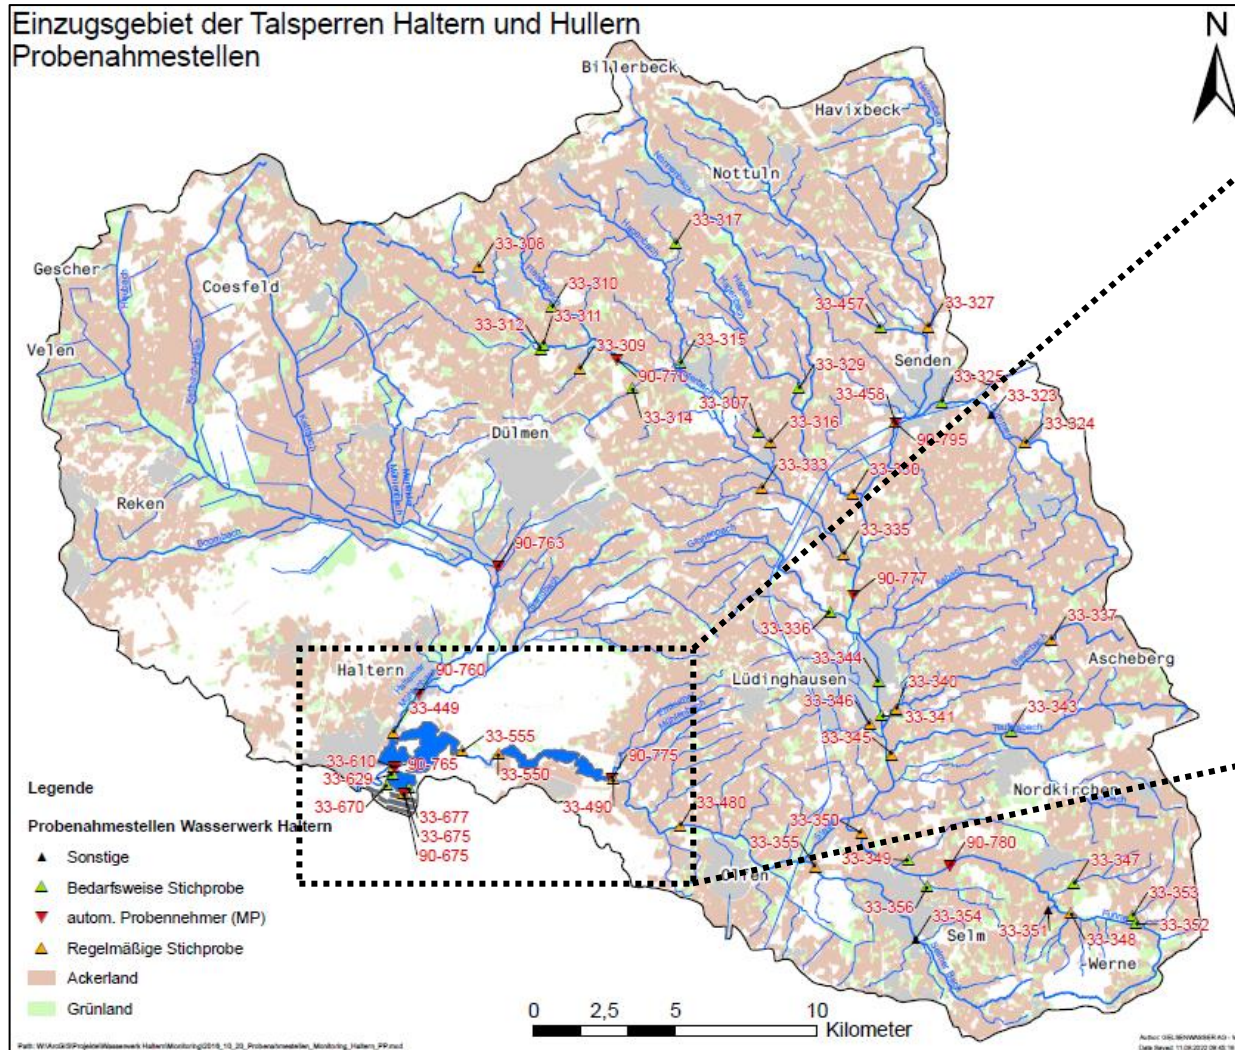 Einzugsgebiet der Talsperren Haltern und Hullern
Probenahmestellen
N
Billerbeck
Havixbeck
Nottuln
33-317
33-308
Gescher
Coesfeld
33-310
33-311
33-312
33-457
33-327
Velen
33-309
33-315
Senden
90-770
33-329
33-325
33-314
33-307
33-458
33-323
33-316
33-324
Dülmen
90-795
33-333
33-330
Reken
33-335
90-763
90-777
33-336
33-337
33-344
Haltern
90-760
Lüdinghausen
Ascheberg
33-340
33-346
33-341
33-343
33-449
33-555
33-345
33-610
90-765
90-775
33-629
33-550
33-670
33-490
Nordkirchen
33-677
33-480
33-675
90-675
33-350
33-355
90-780
33-349
33-347
Olfen
33-356
33-354
33-353
33-351
33-352
Selm
33-348
Werne
Legende
Probenahmestellen Wasserwerk Haltern
Sonstige
Bedarfsweise Stichprobe
autom. Probennehmer (MP)
Regelmäßige Stichprobe
Ackerland
Grünland
0 2,5 5 10
Kilometer